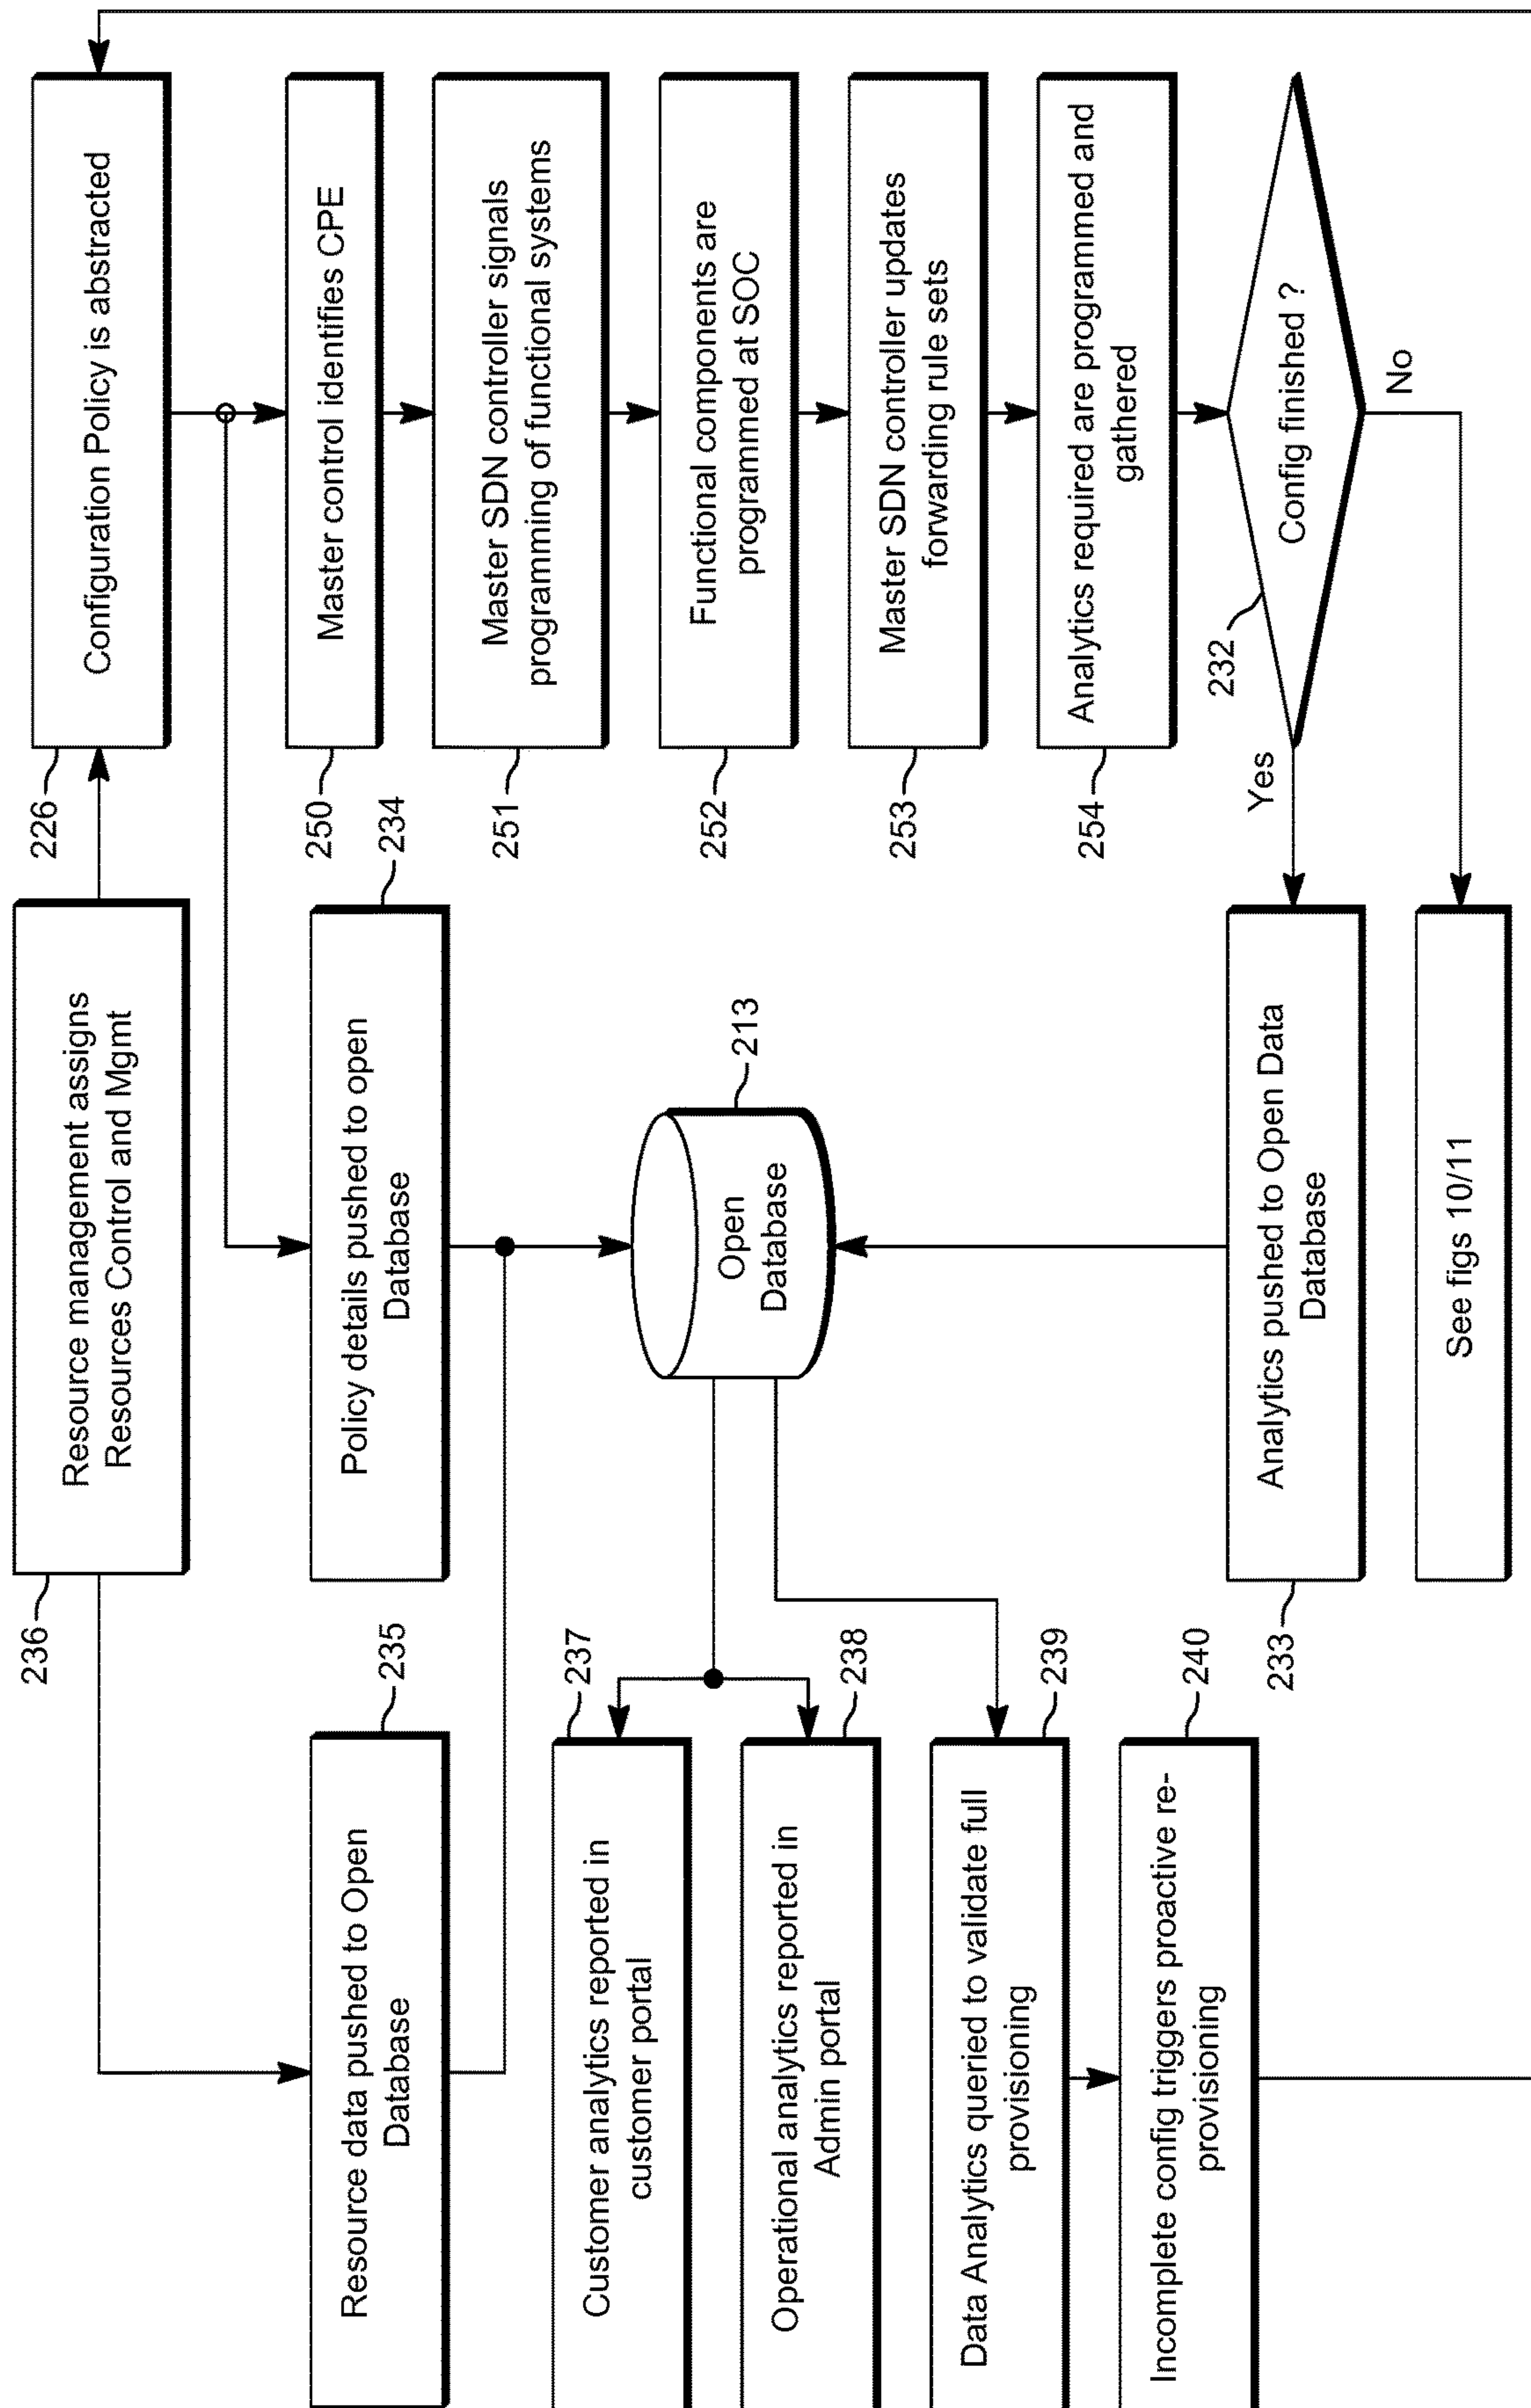 236
Resource management assigns
Resources Control and Mgmt
226
Configuration Policy is abstracted
235
Resource data pushed to Open
Database
234
Policy details pushed to open
Database
250
Master control identifies CPE
251
Master SDN controller signals
programming of functional systems
237
Customer analytics reported in
customer portal
213
Open
Database
252
Functional components are
programmed at SOC
238
Operational analytics reported in
Admin portal
253
Master SDN controller updates
forwarding rule sets
239
Data Analytics queried to validate full
provisioning
254
Analytics required are programmed and
gathered
240
Incomplete config triggers proactive re-
provisioning
233
Analytics pushed to Open Data
Database
Yes
232
Config finished ?
No
See figs 10/11